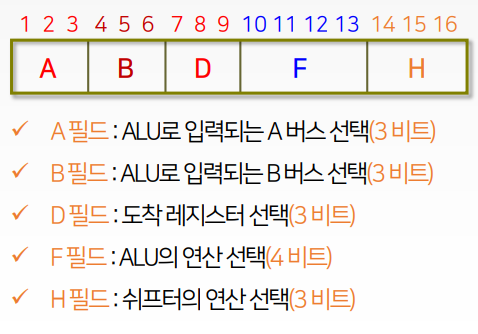 1 2 3 4 5 6 7 8 9 10 11 12 13 14 15 16
A B D F H
✓ A 필드 : ALU로 입력되는 A 버스 선택(3 비트)
✓ B 필드 : ALU로 입력되는 B 버스 선택(3 비트)
✓ D 필드 : 도착 레지스터 선택(3 비트)
✓ F 필드 : ALU의 연산 선택(4 비트)
✓ H 필드 : 쉬프터의 연산 선택(3 비트)